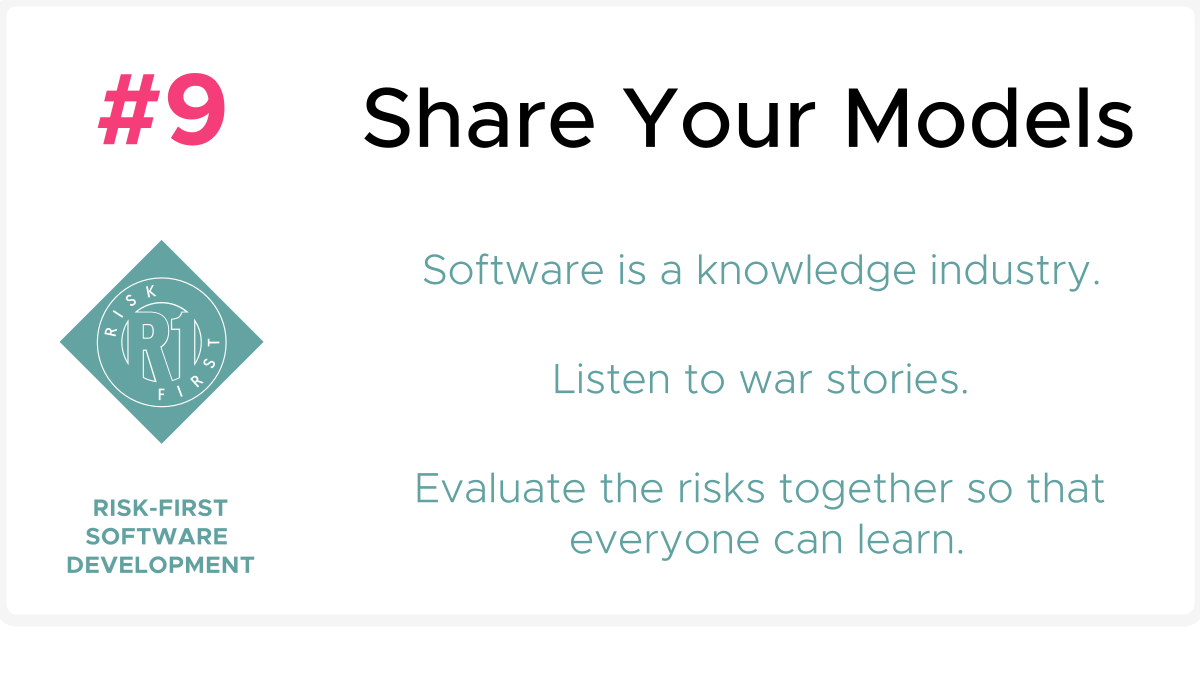 #9
Share Your Models
Software is a knowledge industry.
Listen to war stories.
Evaluate the risks together so that
everyone can learn.
RISK
R1
FIRST
RISK-FIRST
SOFTWARE
DEVELOPMENT